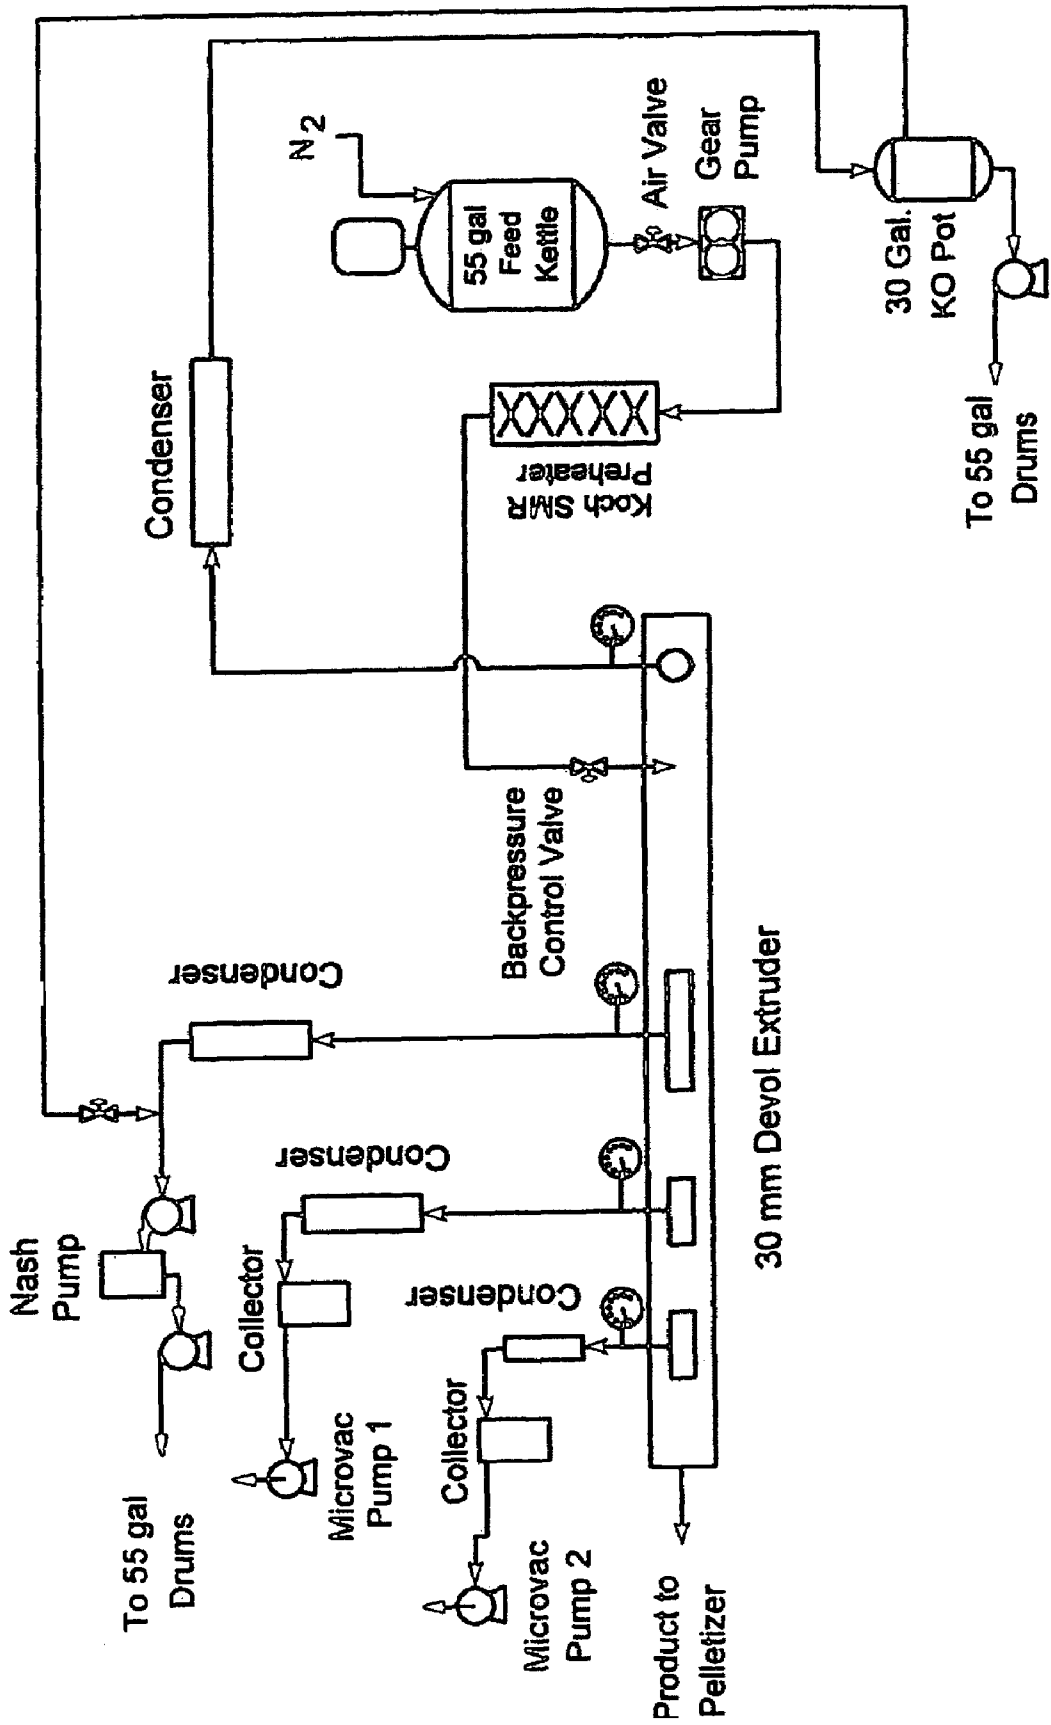 N2
55 gal
Feed
Kettle
Air Valve
Gear
Pump
30 Gal.
KO Pot
To 55 gal
Drums
Condenser
Koch SMR
Preheater
Backpressure
Control Valve
Condenser
Condenser
Condenser
30 mm Devol Extruder
Nash
Pump
Collector
Collector
To 55 gal
Drums
Microvac
Pump 1
Microvac
Pump 2
Product to
Pelletizer